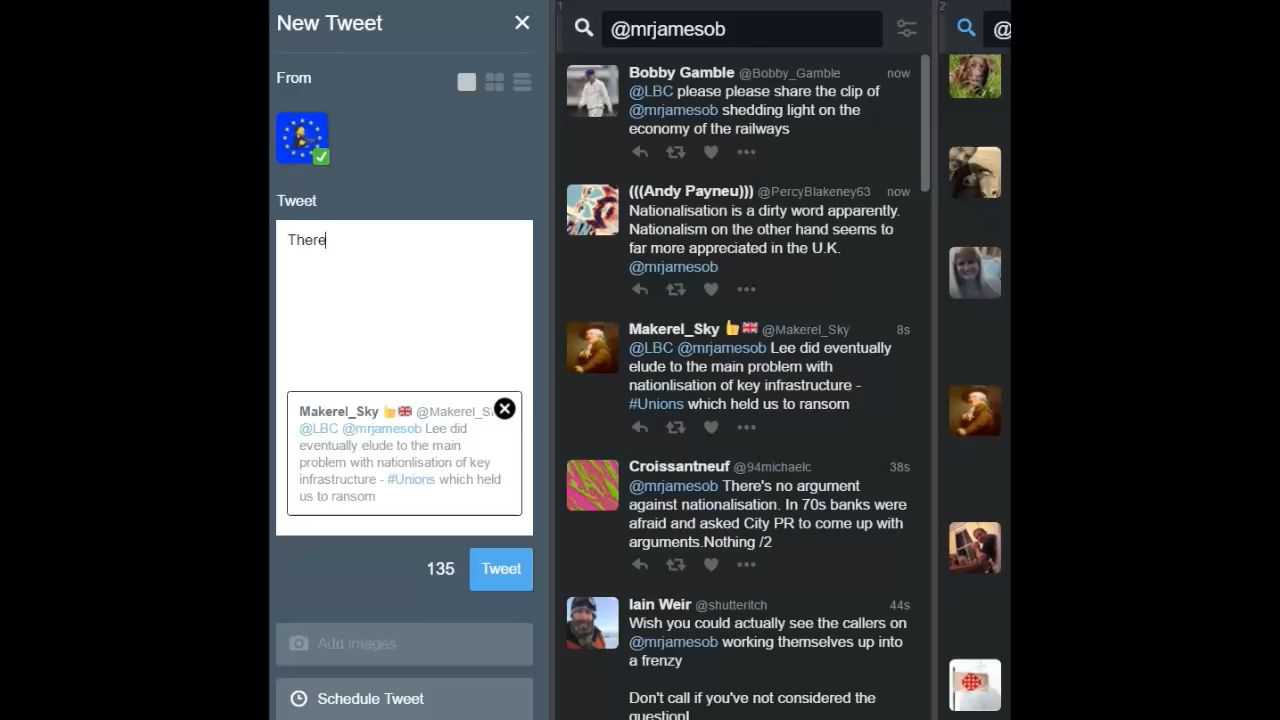 New Tweet
From
Tweet
There
Makerel_Sky 👍🇬🇧 @Makerel_S
@LBC @mrjamesob Lee did
eventually elude to the main
problem with nationlisation of key
infrastructure - #Unions which held
us to ransom
135
Tweet
Add images
Schedule Tweet
1
@mrjamesob
Bobby Gamble @Bobby_Gamble now
@LBC please please share the clip of
@mrjamesob shedding light on the
economy of the railways
(((Andy Payneu))) @PercyBlakeney63 now
Nationalisation is a dirty word apparently.
Nationalism on the other hand seems to
far more appreciated in the U.K.
@mrjamesob
Makerel_Sky 👍🇬🇧 @Makerel_Sky 8s
@LBC @mrjamesob Lee did eventually
elude to the main problem with
nationlisation of key infrastructure -
#Unions which held us to ransom
Croissantneuf @94michaelc 38s
@mrjamesob There's no argument
against nationalisation. In 70s banks were
afraid and asked City PR to come up with
arguments.Nothing /2
Iain Weir @shutteritch 44s
Wish you could actually see the callers on
@mrjamesob working themselves up into
a frenzy
Don't call if you've not considered the
question!
2
@